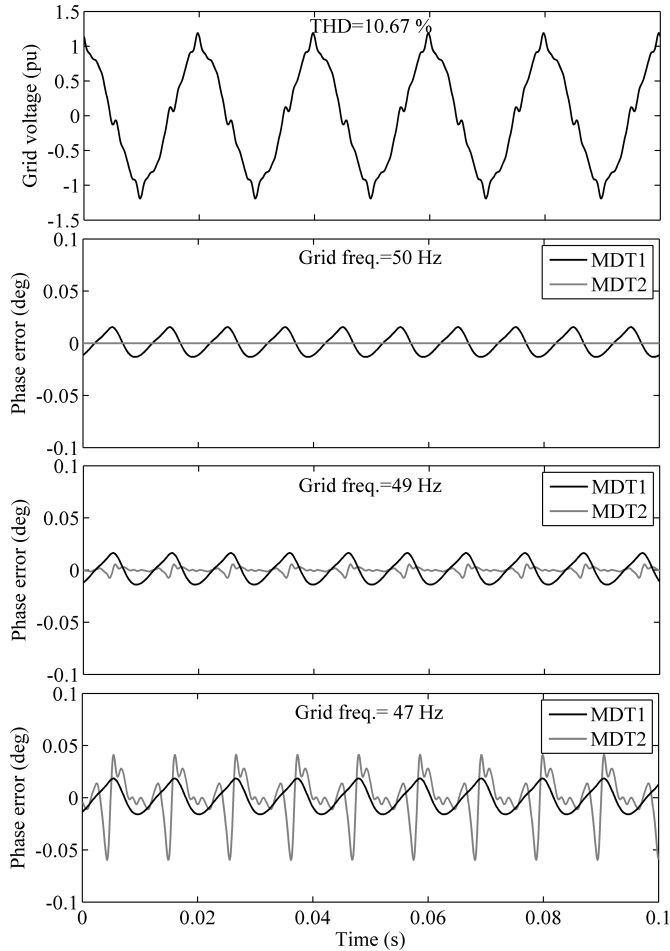 THD=10.67 %
Grid voltage (pu)
1.5
1
0.5
0
-0.5
-1
-1.5
Grid freq.=50 Hz
MDT1
MDT2
Phase error (deg)
0.1
0.05
0
-0.05
-0.1
Grid freq.=49 Hz
MDT1
MDT2
Phase error (deg)
0.1
0.05
0
-0.05
-0.1
Grid freq.= 47 Hz
MDT1
MDT2
Phase error (deg)
0.1
0.05
0
-0.05
-0.1
0 0.02 0.04 0.06 0.08 0.1
Time (s)